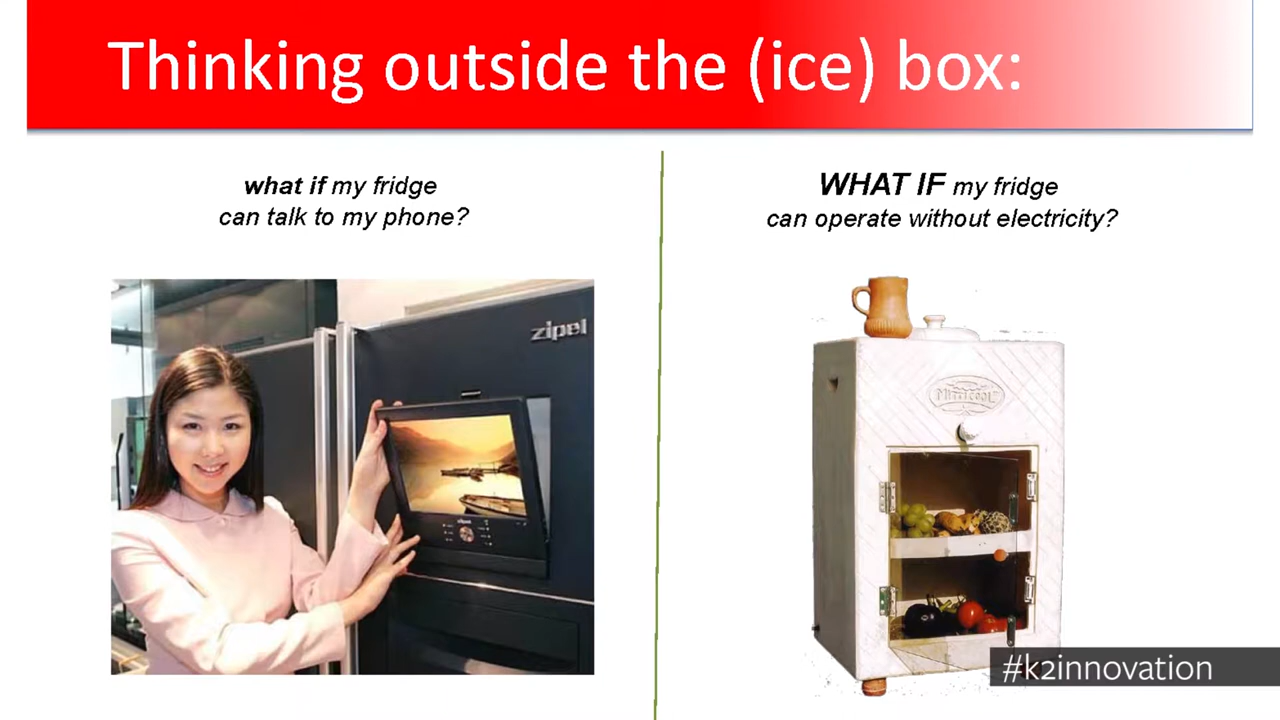 Thinking outside the (ice) box:
what if my fridge
can talk to my phone?
WHAT IF my fridge
can operate without electricity?
zipel
MITTICOOL
#k2innovation